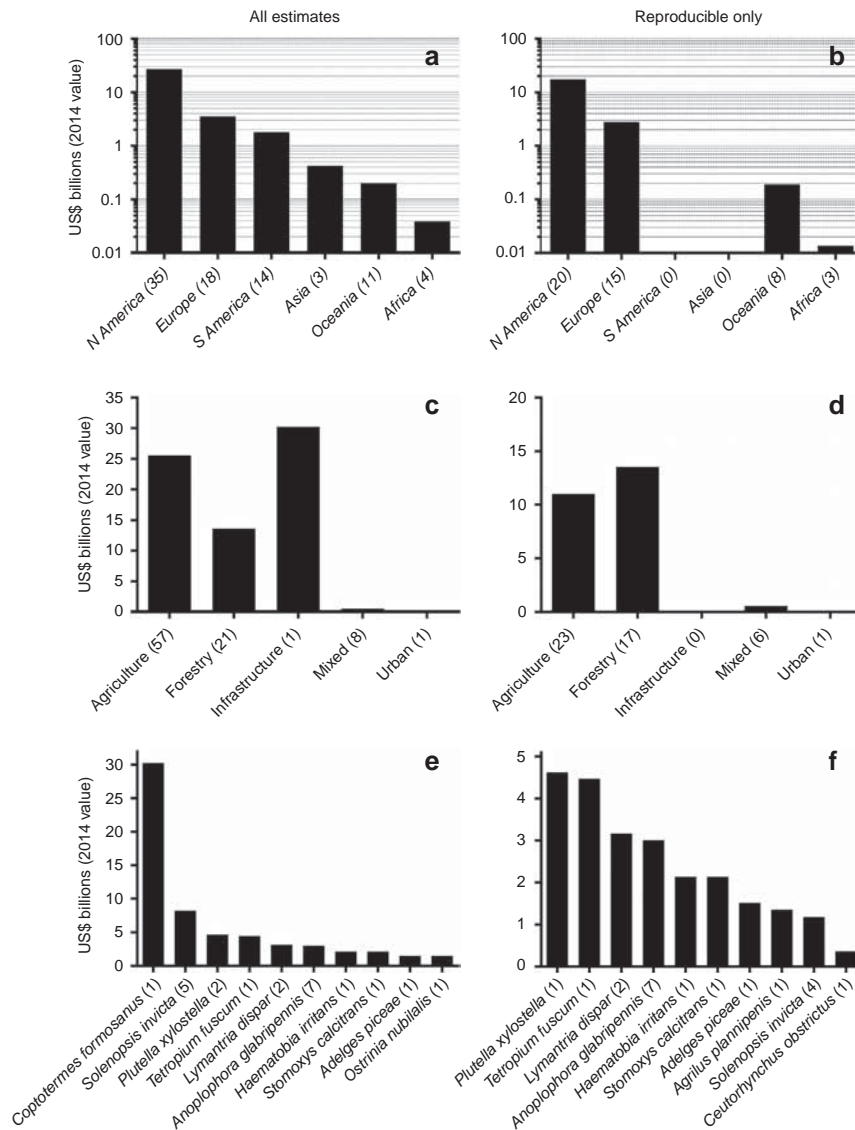 All estimates
Reproducible only
a
b
US$ billions (2014 value)
100
10
1
0.1
0.01
100
10
1
0.1
0.01
N America (35)
Europe (18)
S America (14)
Asia (3)
Oceania (11)
Africa (4)
N America (20)
Europe (15)
S America (0)
Asia (0)
Oceania (8)
Africa (3)
c
d
US$ billions (2014 value)
35
30
25
20
15
10
5
0
20
15
10
5
0
Agriculture (57)
Forestry (21)
Infrastructure (1)
Mixed (8)
Urban (1)
Agriculture (23)
Forestry (17)
Infrastructure (0)
Mixed (6)
Urban (1)
e
f
US$ billions (2014 value)
30
25
20
15
10
5
0
5
4
3
2
1
0
Coptotermes formosanus (1)
Solenopsis invicta (5)
Plutella xylostella (2)
Tetropium fuscum (1)
Lymantria dispar (2)
Anoplophora glabripennis (7)
Haematobia irritans (1)
Stomoxys calcitrans (1)
Adelges piceae (1)
Ostrinia nubilalis (1)
Plutella xylostella (1)
Tetropium fuscum (1)
Lymantria dispar (2)
Anoplophora glabripennis (7)
Haematobia irritans (1)
Stomoxys calcitrans (1)
Adelges piceae (1)
Agrilus plannipenis (1)
Solenopsis invicta (4)
Ceutorhynchus obstrictus (1)